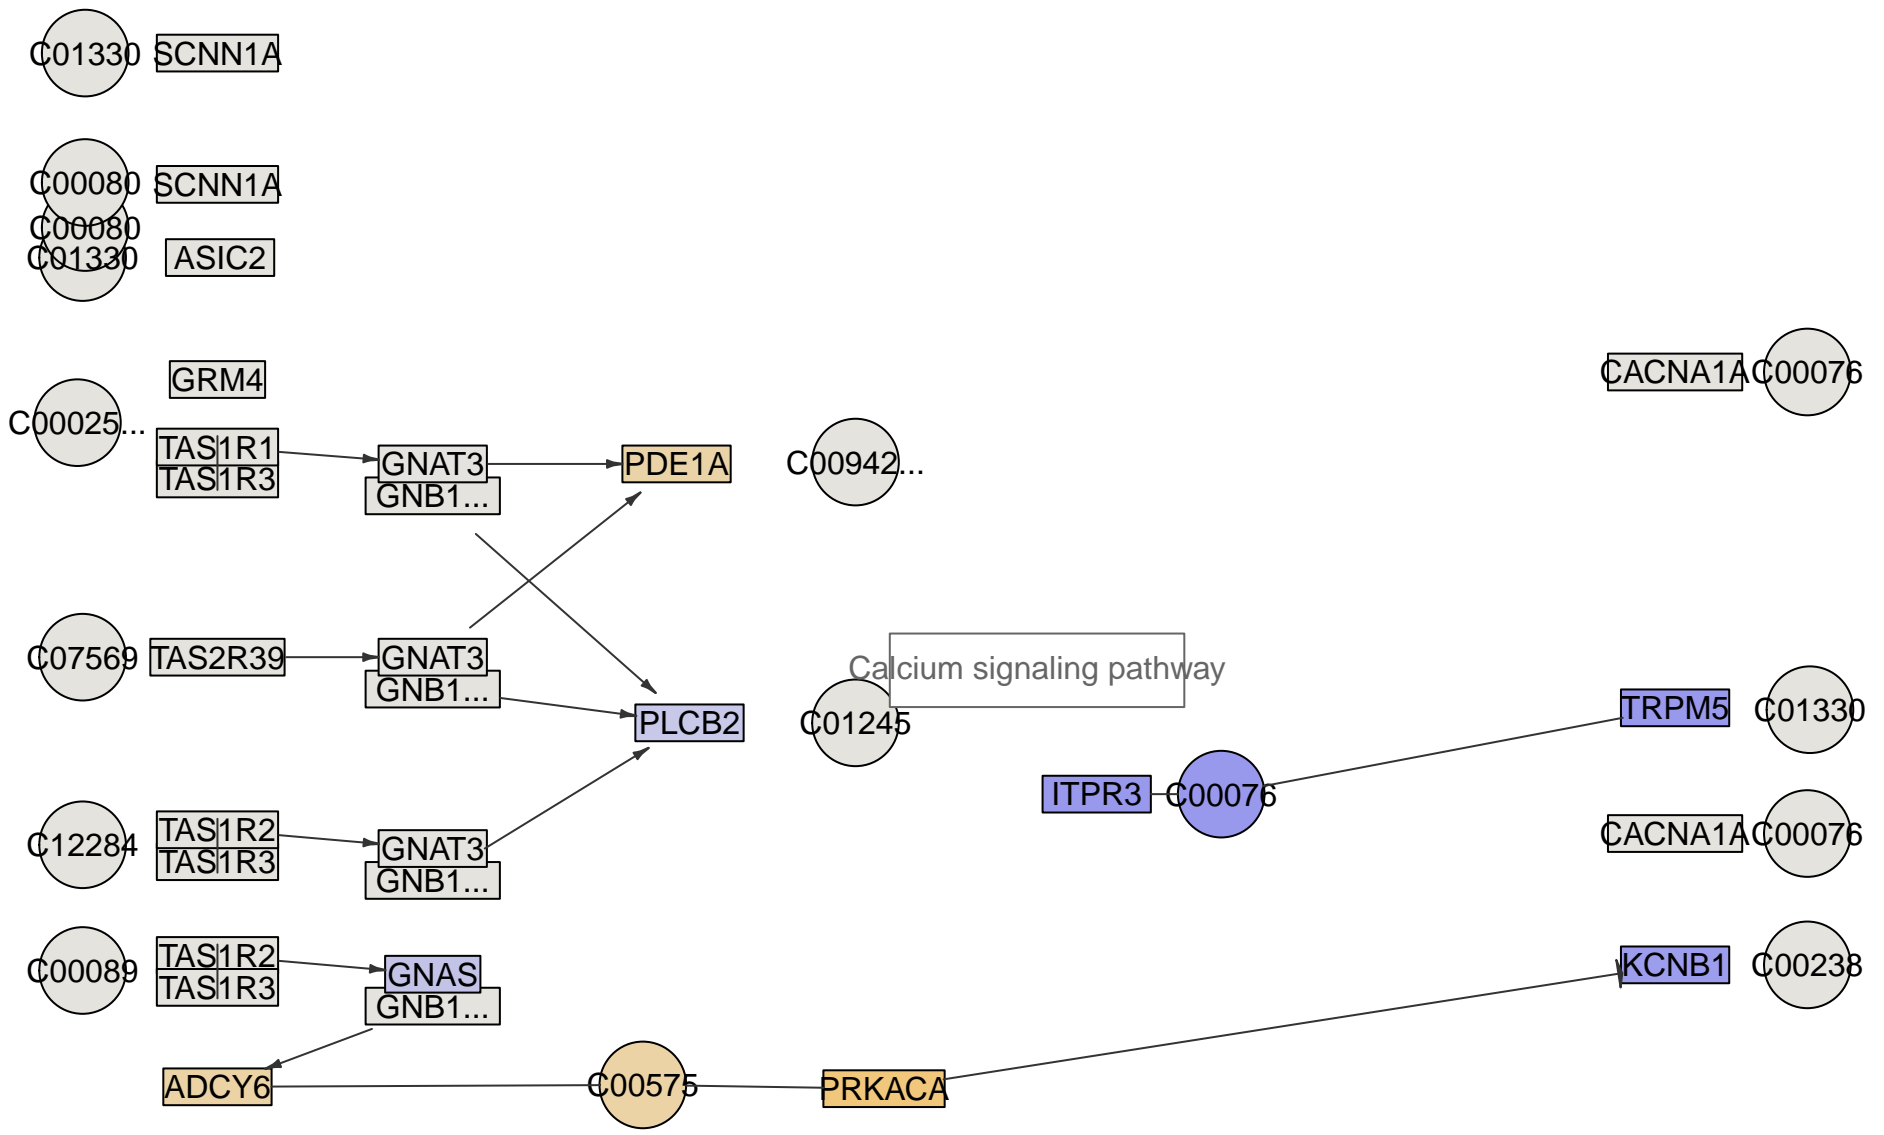 C01330 SCNN1A
C00080 SCNN1A
C00080
C01330 ASIC2
GRM4
CACNA1A C00076
C00025...
TAS1R1
GNAT3 PDE1A C00942...
TAS1R3
GNB1...
C07569 TAS2R39 GNAT3
Calcium signaling pathway
GNB1...
TRPM5 C01330
PLCB2 C01245
ITPR3 C00076
TAS1R2
CACNA1A C00076
C12284
GNAT3
TAS1R3
GNB1...
TAS1R2
KCNB1 C00238
C00089
GNAS
TAS1R3
GNB1...
ADCY6 C00575 PRKACA